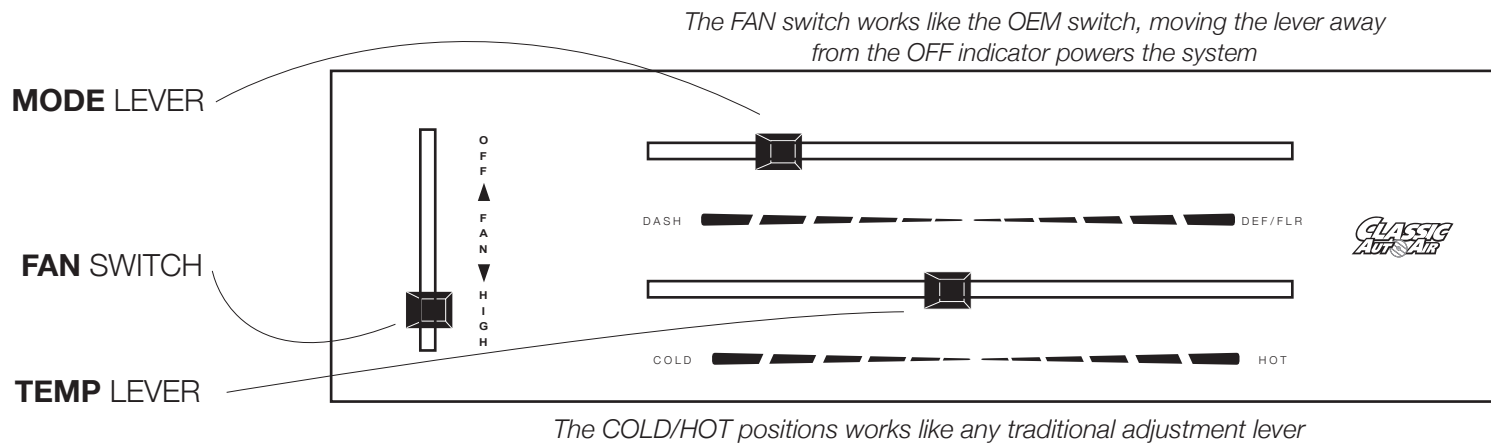 The FAN switch works like the OEM switch, moving the lever away
from the OFF indicator powers the system
MODE LEVER
FAN SWITCH
TEMP LEVER
OFF
FAN
HIGH
DASH
DEF/FLR
CLASSIC
AUTO AIR
COLD
HOT
The COLD/HOT positions works like any traditional adjustment lever